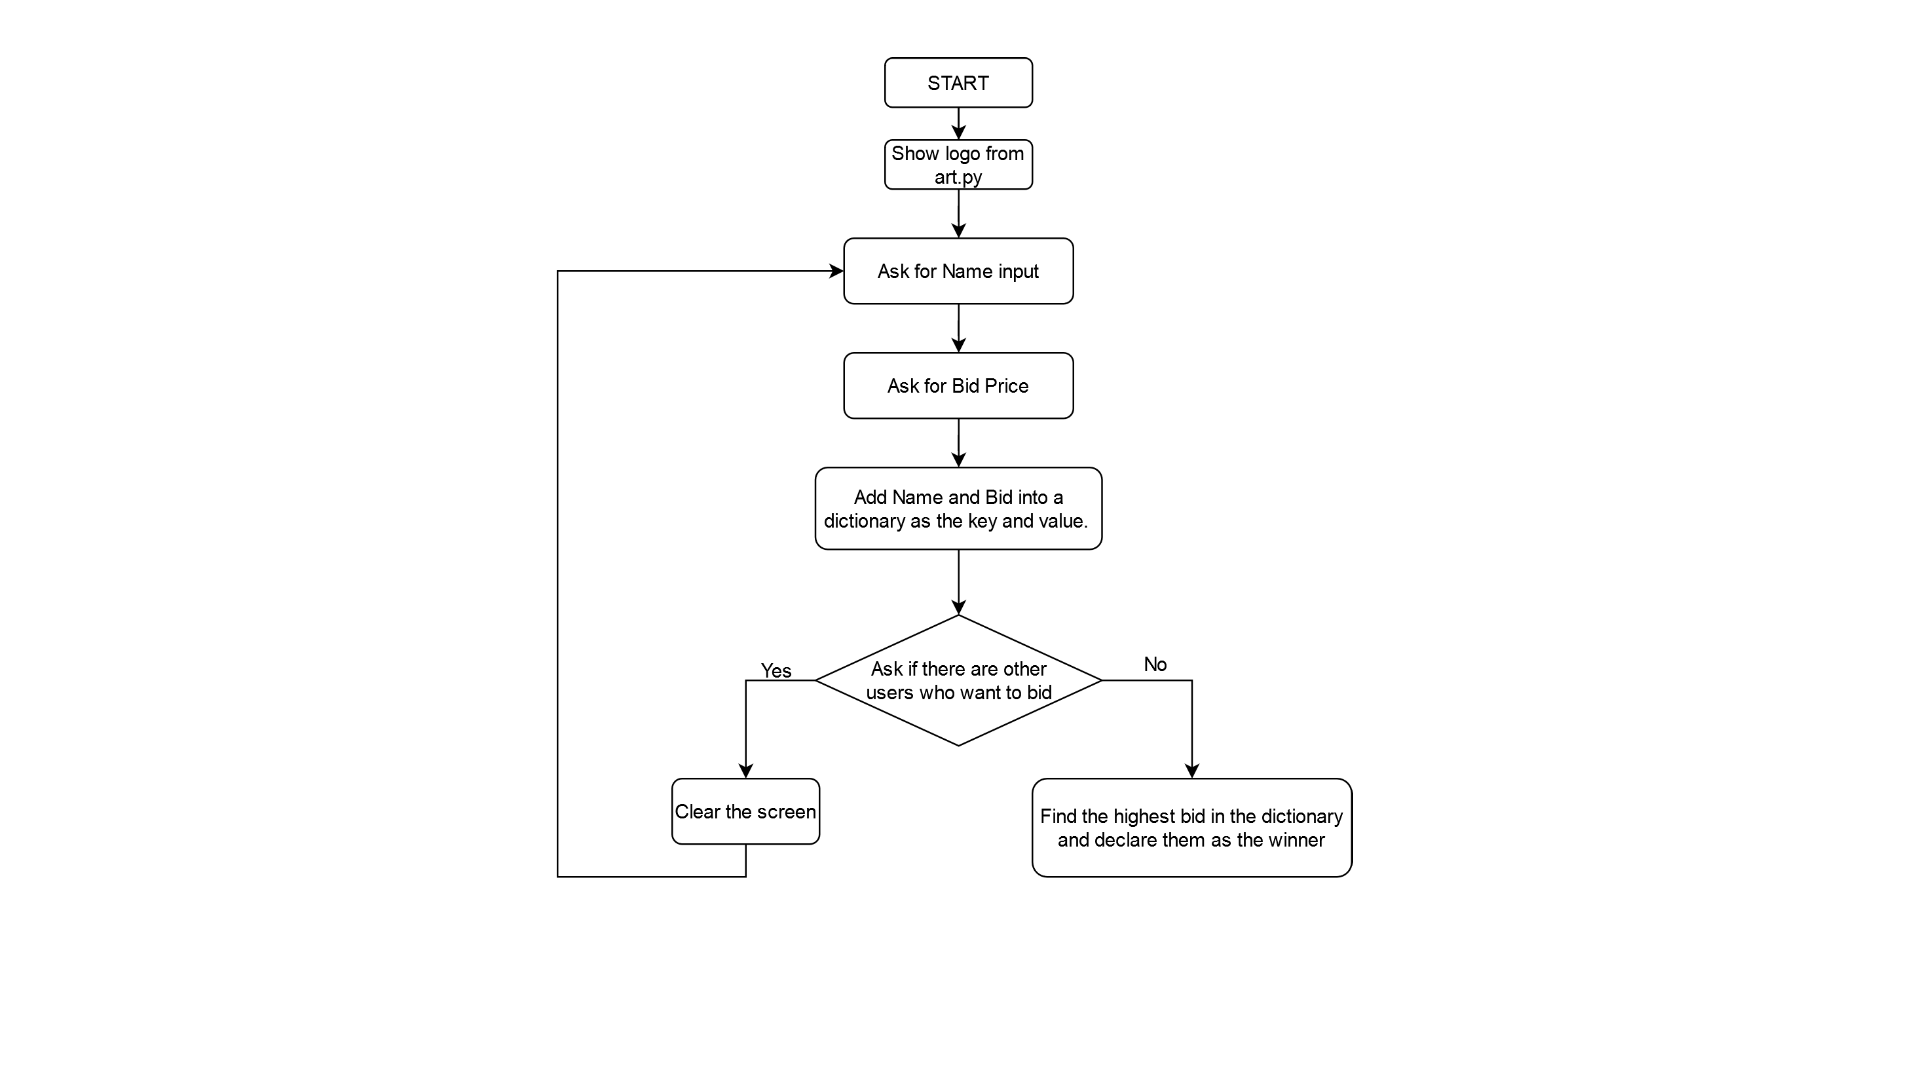 START
Show logo from
art.py
Ask for Name input
Ask for Bid Price
Add Name and Bid into a
dictionary as the key and value.
Ask if there are other
users who want to bid
Yes
No
Clear the screen
Find the highest bid in the dictionary
and declare them as the winner